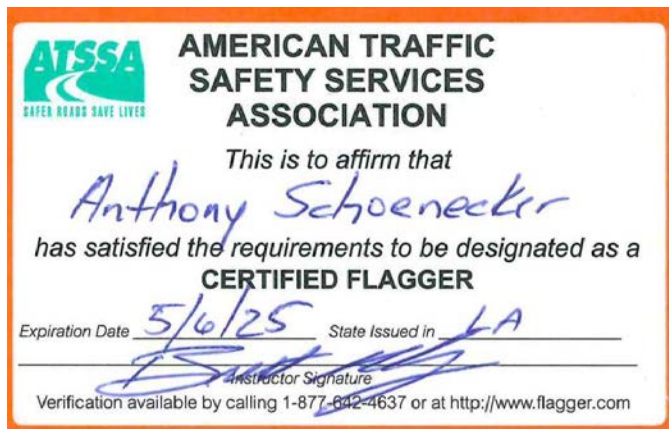 ATSSA
SAFER ROADS SAVE LIVES
AMERICAN TRAFFIC
SAFETY SERVICES
ASSOCIATION
This is to affirm that
Anthony Schoenecker
has satisfied the requirements to be designated as a
CERTIFIED FLAGGER
Expiration Date 5/6/25 State Issued in LA
Instructor Signature
Verification available by calling 1-877-642-4637 or at http://www.flagger.com